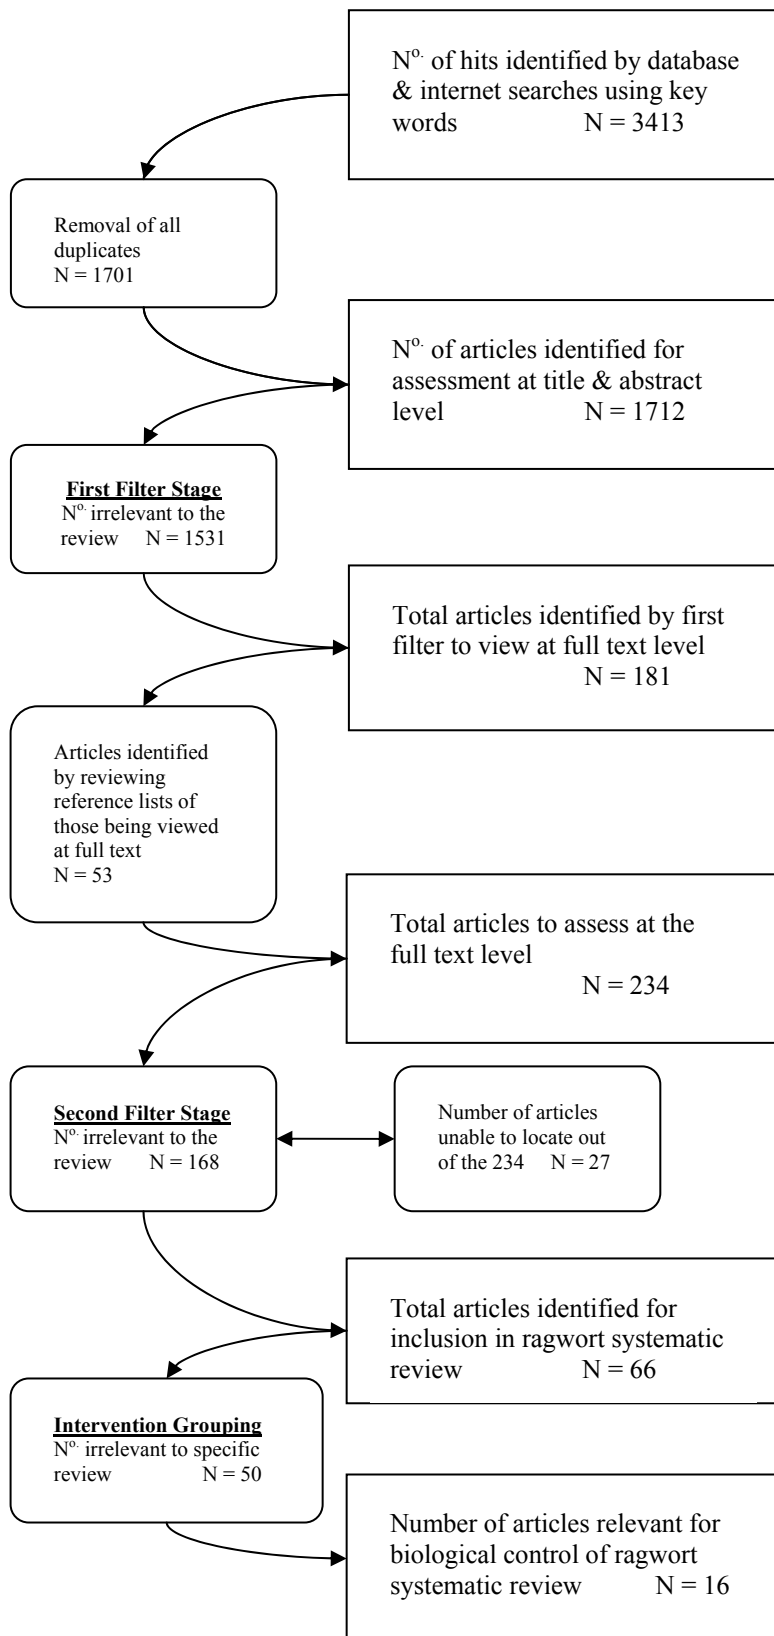 Nº. of hits identified by database
& internet searches using key
words N = 3413
Removal of all
duplicates
N = 1701
Nº. of articles identified for
assessment at title & abstract
level N = 1712
First Filter Stage
Nº. irrelevant to the
review N = 1531
Total articles identified by first
filter to view at full text level
N = 181
Articles identified
by reviewing
reference lists of
those being viewed
at full text
N = 53
Total articles to assess at the
full text level
N = 234
Second Filter Stage
Nº. irrelevant to the
review N = 168
Number of articles
unable to locate out
of the 234 N = 27
Total articles identified for
inclusion in ragwort systematic
review N = 66
Intervention Grouping
Nº. irrelevant to specific
review N = 50
Number of articles relevant for
biological control of ragwort
systematic review N = 16